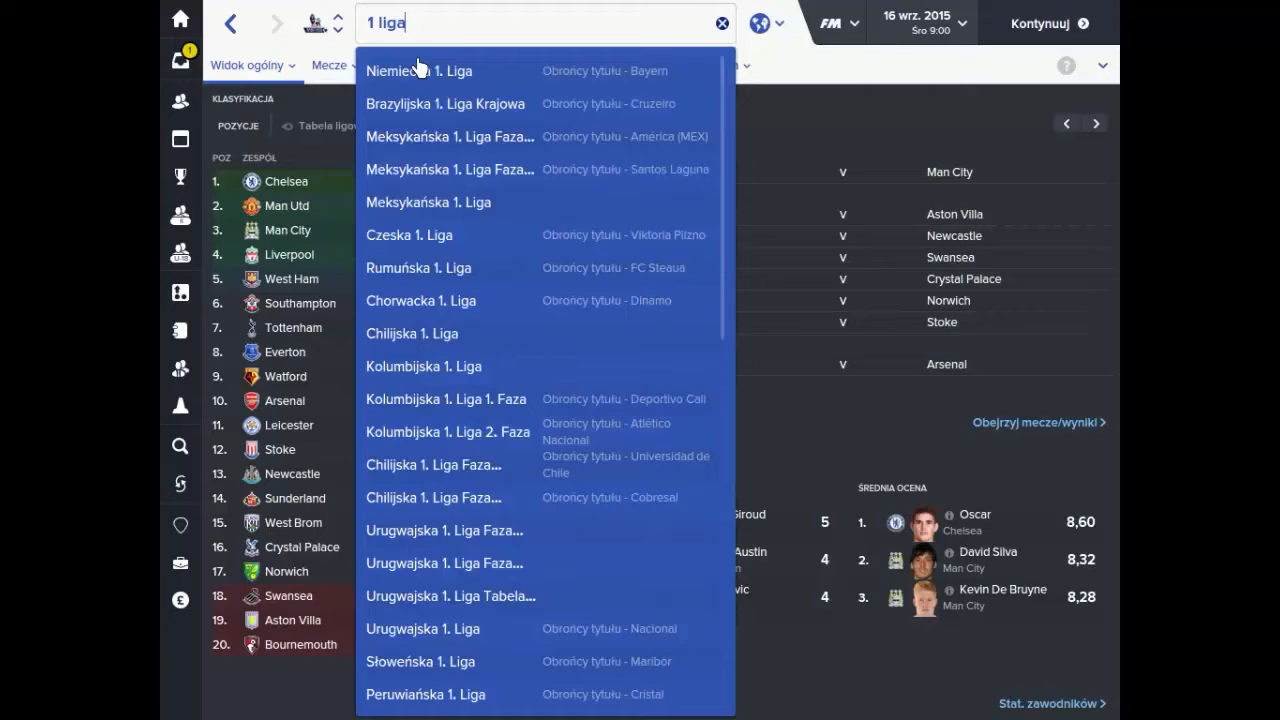 1 liga
FM
16 wrz. 2015
Śro 9:00
Kontynuuj
1
Widok ogólny
Mecze
?
KLASYFIKACJA
POZYCJE
Tabela ligo
POZ ZESPÓŁ
1. Chelsea
2. Man Utd
3. Man City
4. Liverpool
5. West Ham
6. Southampton
7. Tottenham
8. Everton
9. Watford
10. Arsenal
11. Leicester
12. Stoke
13. Newcastle
14. Sunderland
15. West Brom
16. Crystal Palace
17. Norwich
18. Swansea
19. Aston Villa
20. Bournemouth
1. Liga Obrońcy tytułu - Bayern
Brazylijska 1. Liga Krajowa Obrońcy tytułu - Cruzeiro
Meksykańska 1. Liga Faza... Obrońcy tytułu - América (MEX)
Meksykańska 1. Liga Faza... Obrońcy tytułu - Santos Laguna
Meksykańska 1. Liga
Czeska 1. Liga Obrońcy tytułu - Viktoria Pilzno
Rumuńska 1. Liga Obrońcy tytułu - FC Steaua
Chorwacka 1. Liga Obrońcy tytułu - Dinamo
Chilijska 1. Liga
Kolumbijska 1. Liga
Kolumbijska 1. Liga 1. Faza Obrońcy tytułu - Deportivo Cali
Kolumbijska 1. Liga 2. Faza Obrońcy tytułu - Atlético
Nacional
Chilijska 1. Liga Faza... Obrońcy tytułu - Universidad de
Chile
Chilijska 1. Liga Faza... Obrońcy tytułu - Cobresal
Urugwajska 1. Liga Faza...
Urugwajska 1. Liga Faza...
Urugwajska 1. Liga Tabela...
Urugwajska 1. Liga Obrońcy tytułu - Nacional
Słoweńska 1. Liga Obrońcy tytułu - Maribor
Peruwiańska 1. Liga Obrońcy tytułu - Cristal
v Man City
v Aston Villa
v Newcastle
v Swansea
v Crystal Palace
v Norwich
v Stoke
v Arsenal
Obejrzyj mecze/wyniki
ŚREDNIA OCENA
Giroud 5
Austin 4
vic 4
1. Oscar 8,60
Chelsea
2. David Silva 8,32
Man City
3. Kevin De Bruyne 8,28
Man City
Stat. zawodników